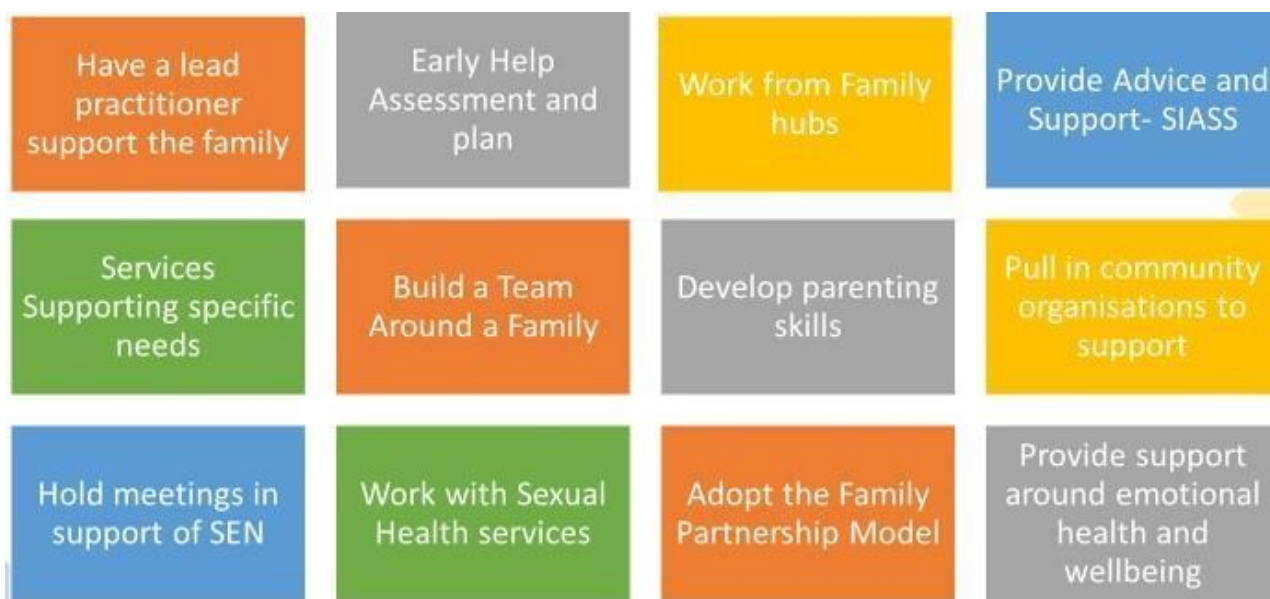 Have a lead
practitioner
support the family
Early Help
Assessment and
plan
Work from Family
hubs
Provide Advice and
Support- SIASS
Services
Supporting specific
needs
Build a Team
Around a Family
Develop parenting
skills
Pull in community
organisations to
support
Hold meetings in
support of SEN
Work with Sexual
Health services
Adopt the Family
Partnership Model
Provide support
around emotional
health and
wellbeing